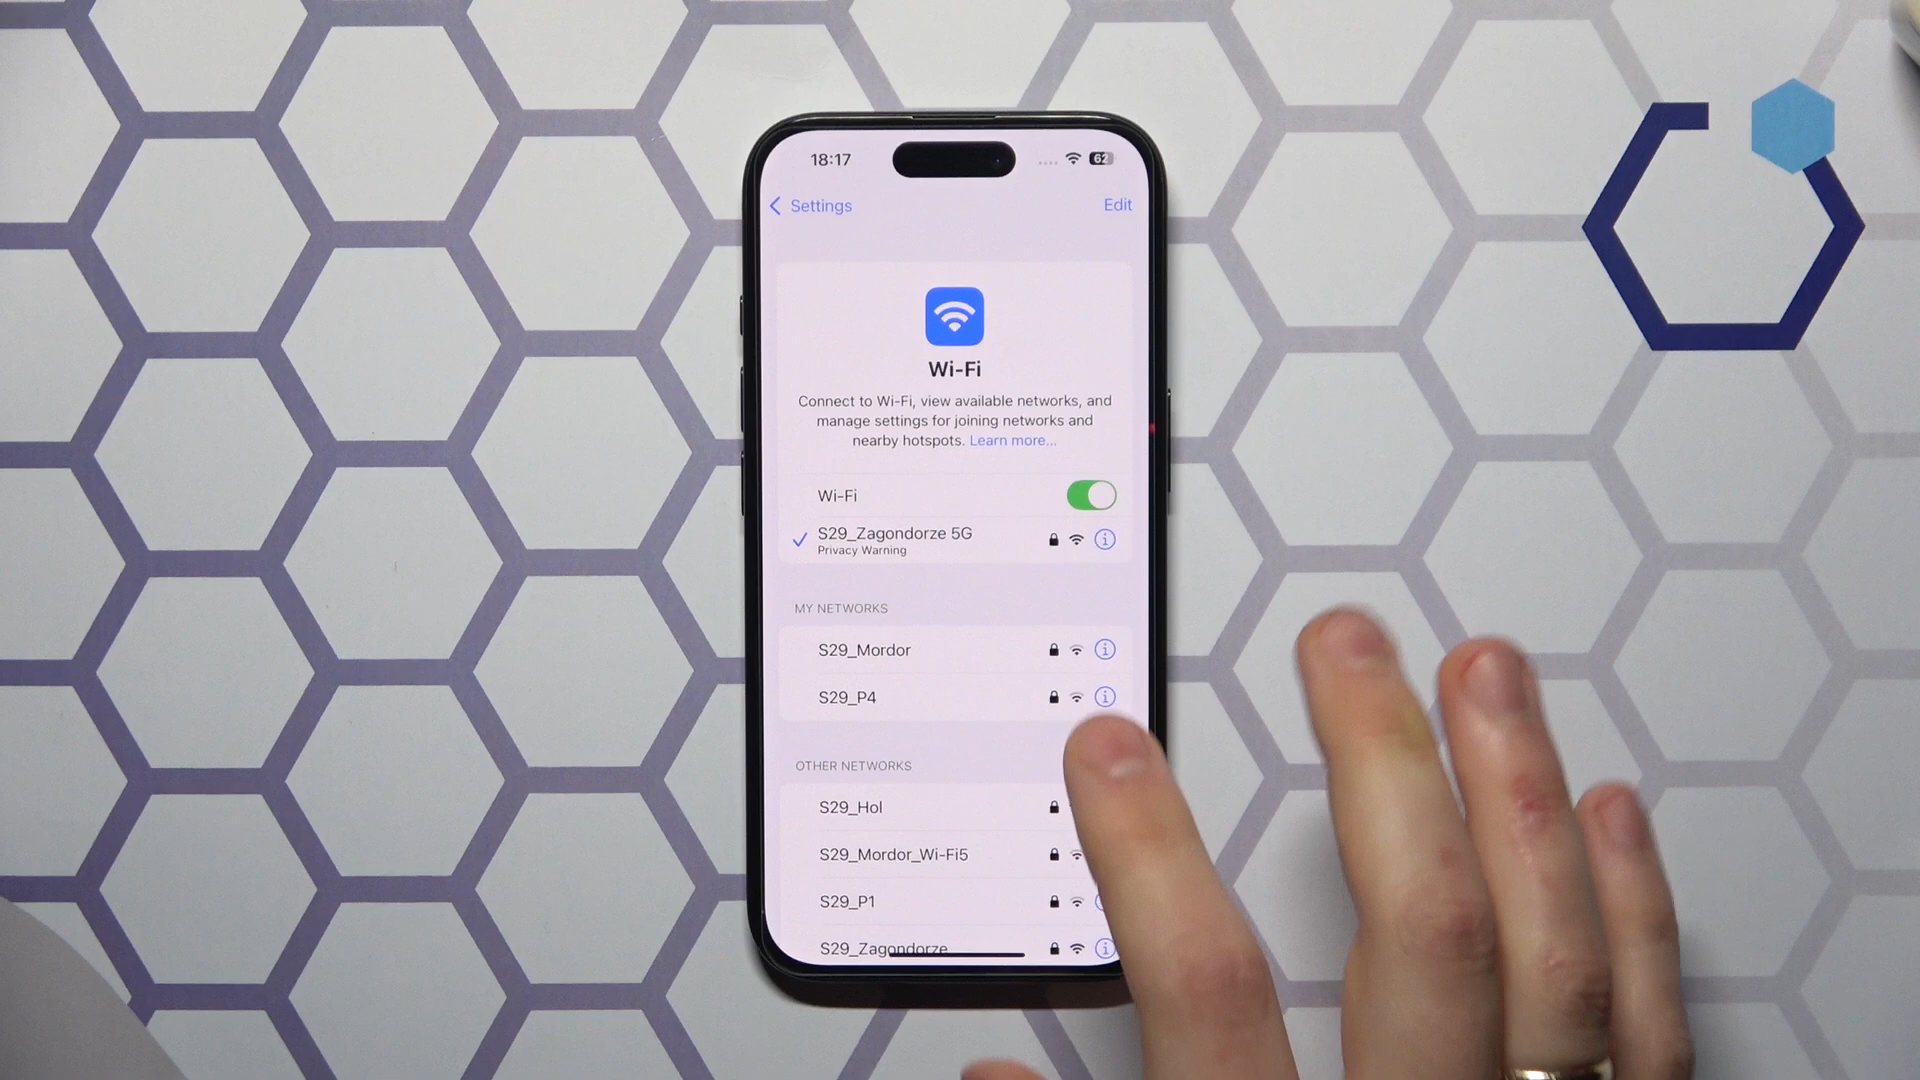 18:17
62
Settings
Edit
Wi-Fi
Connect to Wi-Fi, view available networks, and
manage settings for joining networks and
nearby hotspots. Learn more...
Wi-Fi
S29_Zagondorze 5G
Privacy Warning
MY NETWORKS
S29_Mordor
S29_P4
OTHER NETWORKS
S29_Hol
S29_Mordor_Wi-Fi5
S29_P1
S29_Zagondorze